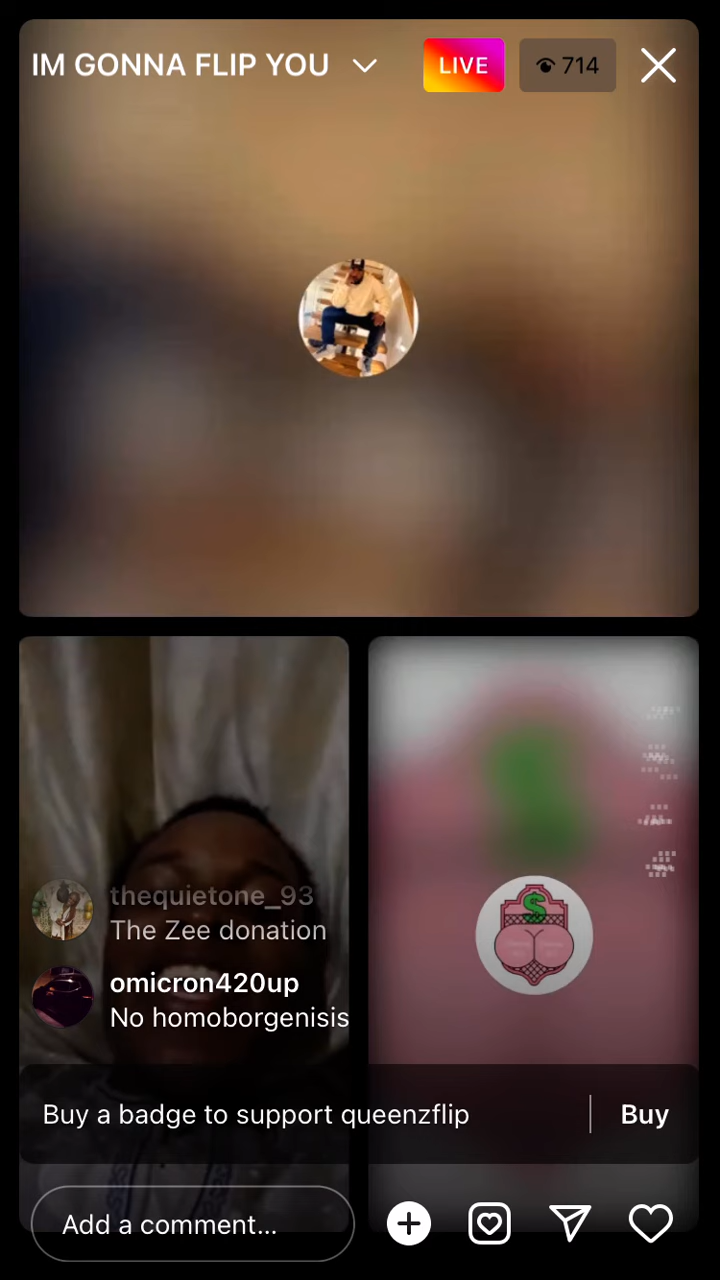 IM GONNA FLIP YOU
LIVE
714
thequietone_93
The Zee donation
omicron420up
No homoborgenisis
Buy a badge to support queenzflip
Buy
Add a comment...
$